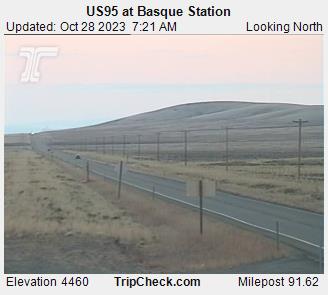 US95 at Basque Station
Updated: Oct 28 2023 7:21 AM Looking North
Elevation 4460 TripCheck.com Milepost 91.62